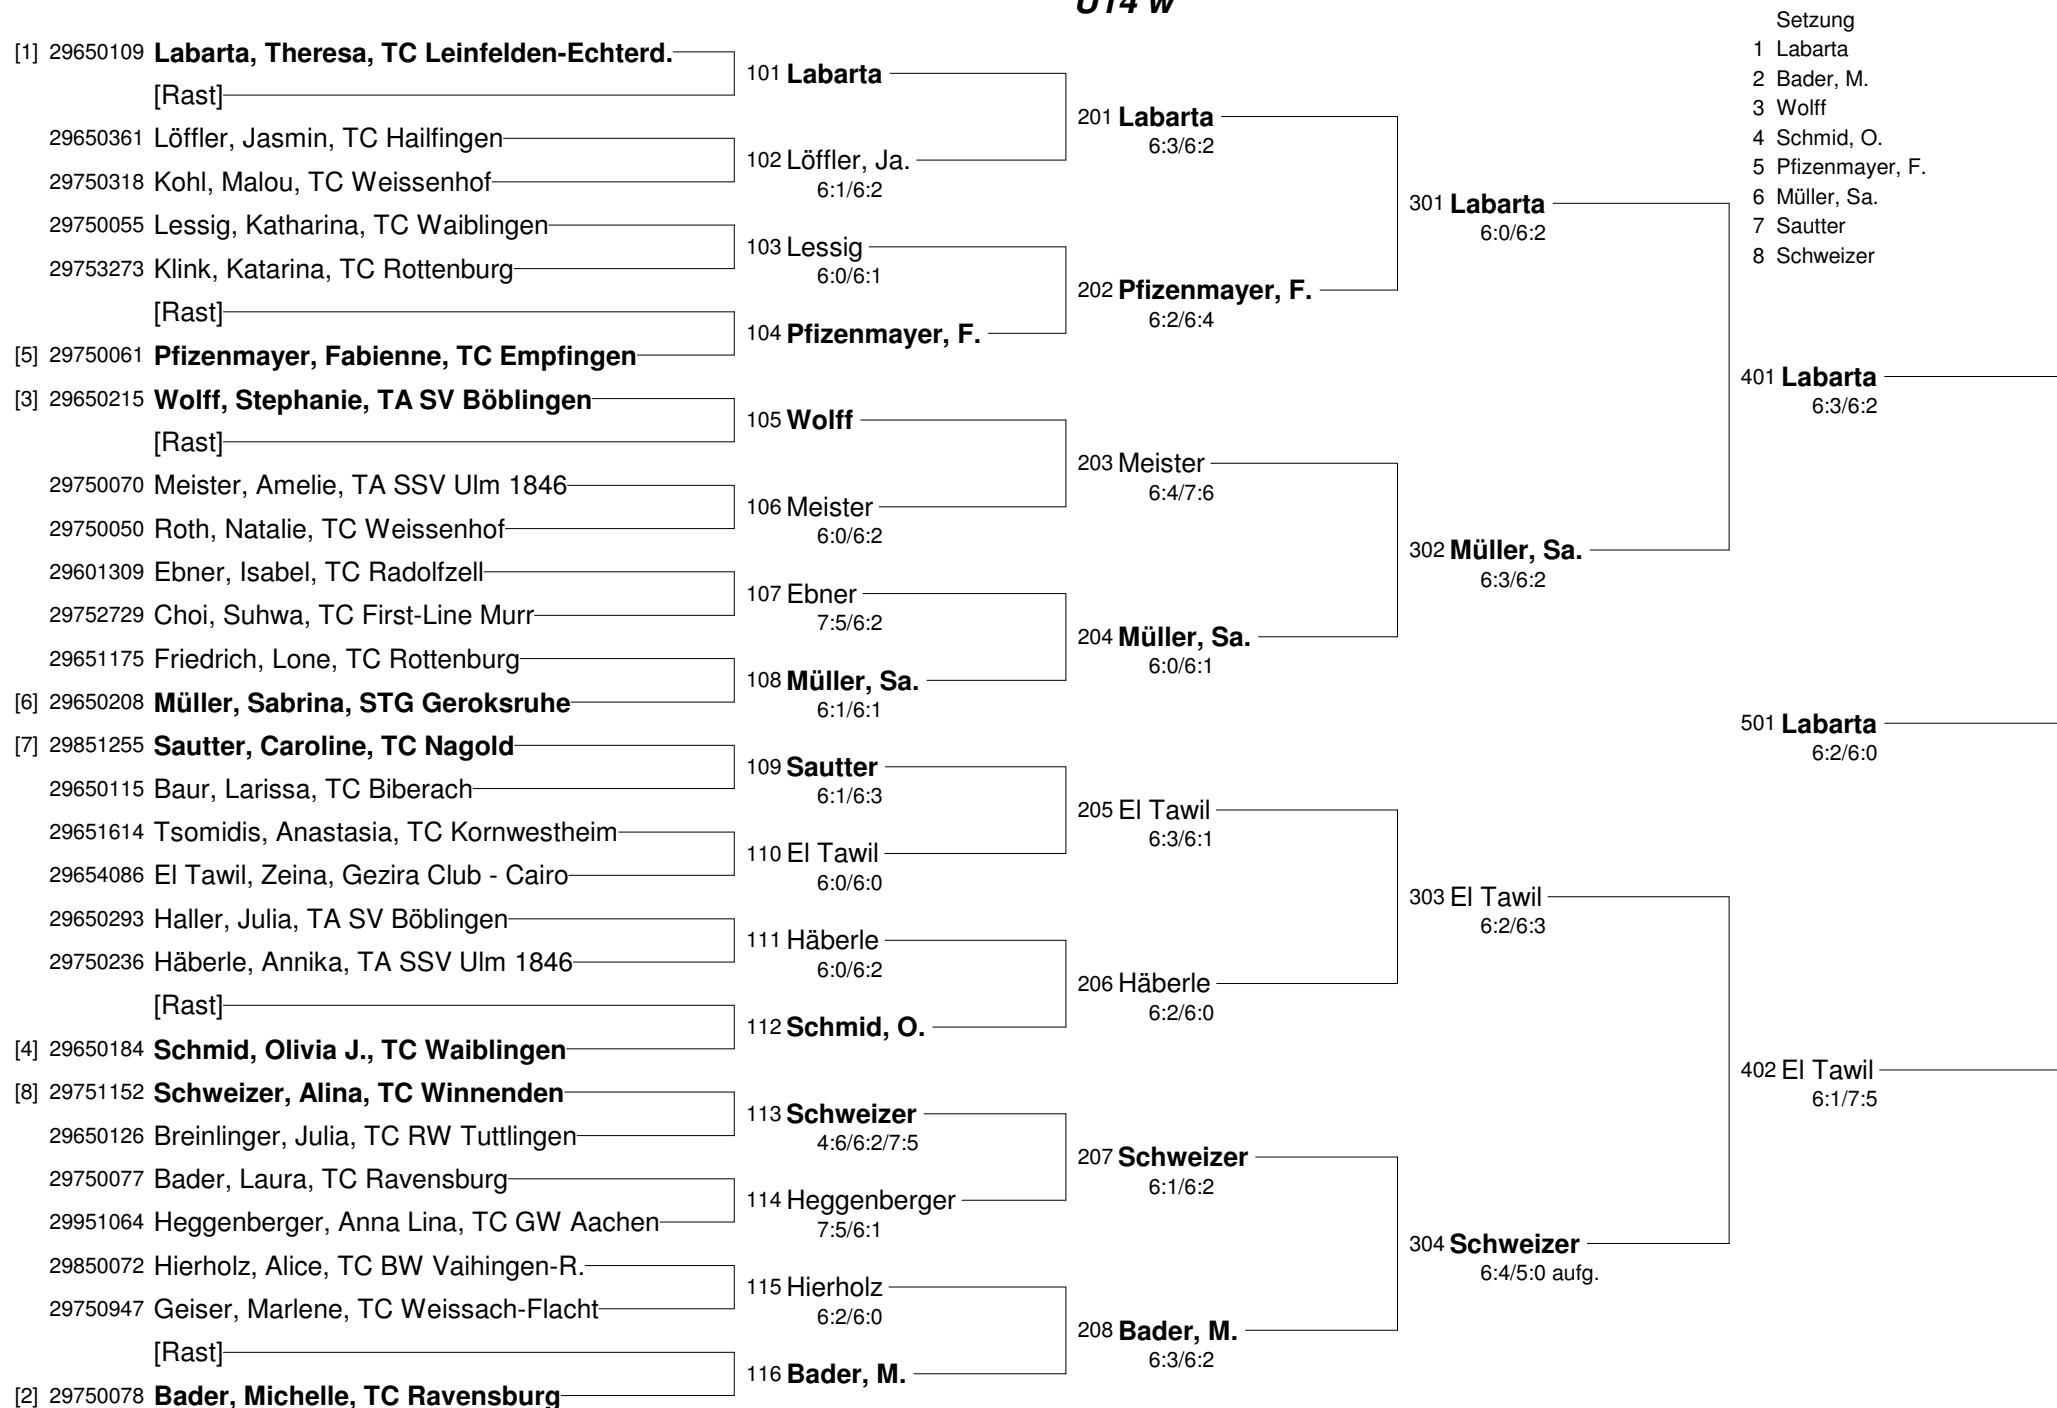 U14 w
Setzung
1 Labarta
2 Bader, M.
3 Wolff
4 Schmid, O.
5 Pfizenmayer, F.
6 Müller, Sa.
7 Sautter
8 Schweizer
[1] 29650109 Labarta, Theresa, TC Leinfelden-Echterd.
[Rast]
29650361 Löffler, Jasmin, TC Hailfingen
29750318 Kohl, Malou, TC Weissenhof
29750055 Lessig, Katharina, TC Waiblingen
29753273 Klink, Katarina, TC Rottenburg
[Rast]
[5] 29750061 Pfizenmayer, Fabienne, TC Empfingen
[3] 29650215 Wolff, Stephanie, TA SV Böblingen
[Rast]
29750070 Meister, Amelie, TA SSV Ulm 1846
29750050 Roth, Natalie, TC Weissenhof
29601309 Ebner, Isabel, TC Radolfzell
29752729 Choi, Suhwa, TC First-Line Murr
29651175 Friedrich, Lone, TC Rottenburg
[6] 29650208 Müller, Sabrina, STG Geroksruhe
[7] 29851255 Sautter, Caroline, TC Nagold
29650115 Baur, Larissa, TC Biberach
29651614 Tsomidis, Anastasia, TC Kornwestheim
29654086 El Tawil, Zeina, Gezira Club - Cairo
29650293 Haller, Julia, TA SV Böblingen
29750236 Häberle, Annika, TA SSV Ulm 1846
[Rast]
[4] 29650184 Schmid, Olivia J., TC Waiblingen
[8] 29751152 Schweizer, Alina, TC Winnenden
29650126 Breinlinger, Julia, TC RW Tuttlingen
29750077 Bader, Laura, TC Ravensburg
29951064 Heggenberger, Anna Lina, TC GW Aachen
29850072 Hierholz, Alice, TC BW Vaihingen-R.
29750947 Geiser, Marlene, TC Weissach-Flacht
[Rast]
[2] 29750078 Bader, Michelle, TC Ravensburg
101 Labarta
102 Löffler, Ja.
6:1/6:2
103 Lessig
6:0/6:1
104 Pfizenmayer, F.
105 Wolff
106 Meister
6:0/6:2
107 Ebner
7:5/6:2
108 Müller, Sa.
6:1/6:1
109 Sautter
6:1/6:3
110 El Tawil
6:0/6:0
111 Häberle
6:0/6:2
112 Schmid, O.
113 Schweizer
4:6/6:2/7:5
114 Heggenberger
7:5/6:1
115 Hierholz
6:2/6:0
116 Bader, M.
201 Labarta
6:3/6:2
202 Pfizenmayer, F.
6:2/6:4
203 Meister
6:4/7:6
204 Müller, Sa.
6:0/6:1
205 El Tawil
6:3/6:1
206 Häberle
6:2/6:0
207 Schweizer
6:1/6:2
208 Bader, M.
6:3/6:2
301 Labarta
6:0/6:2
302 Müller, Sa.
6:3/6:2
303 El Tawil
6:2/6:3
304 Schweizer
6:4/5:0 aufg.
401 Labarta
6:3/6:2
402 El Tawil
6:1/7:5
501 Labarta
6:2/6:0